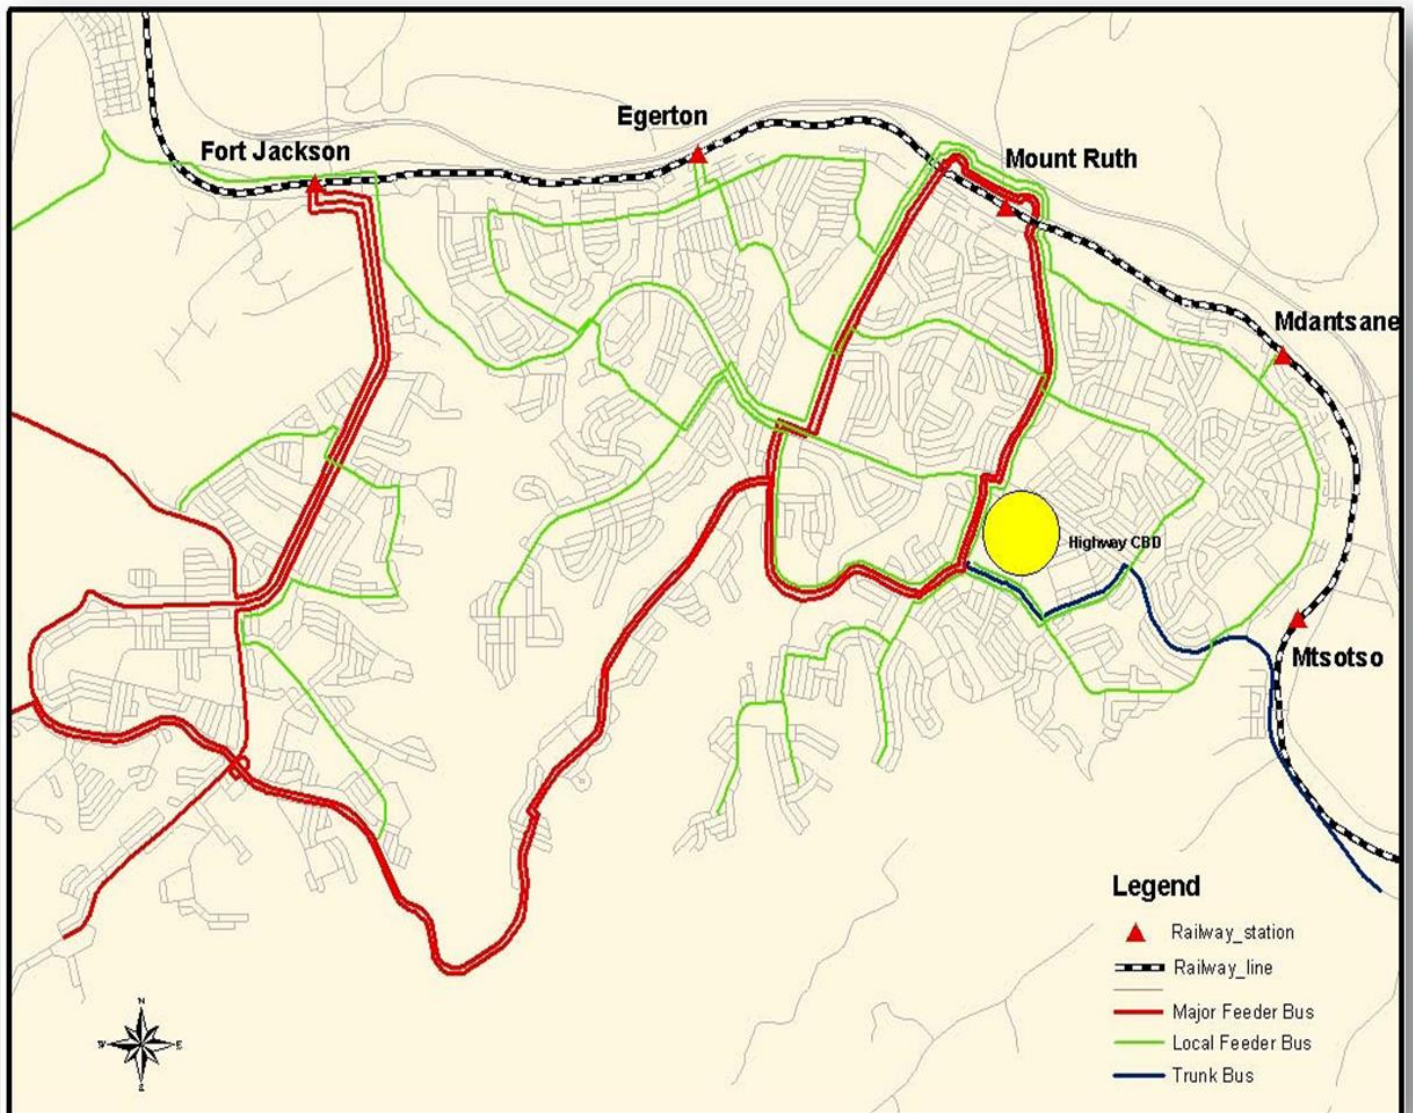 Egerton
Fort Jackson
Mount Ruth
Mdantsane
Highway CBD
Mtsotso
Legend
Railway_station
Railway_line
Major Feeder Bus
Local Feeder Bus
Trunk Bus
N
W
E
S